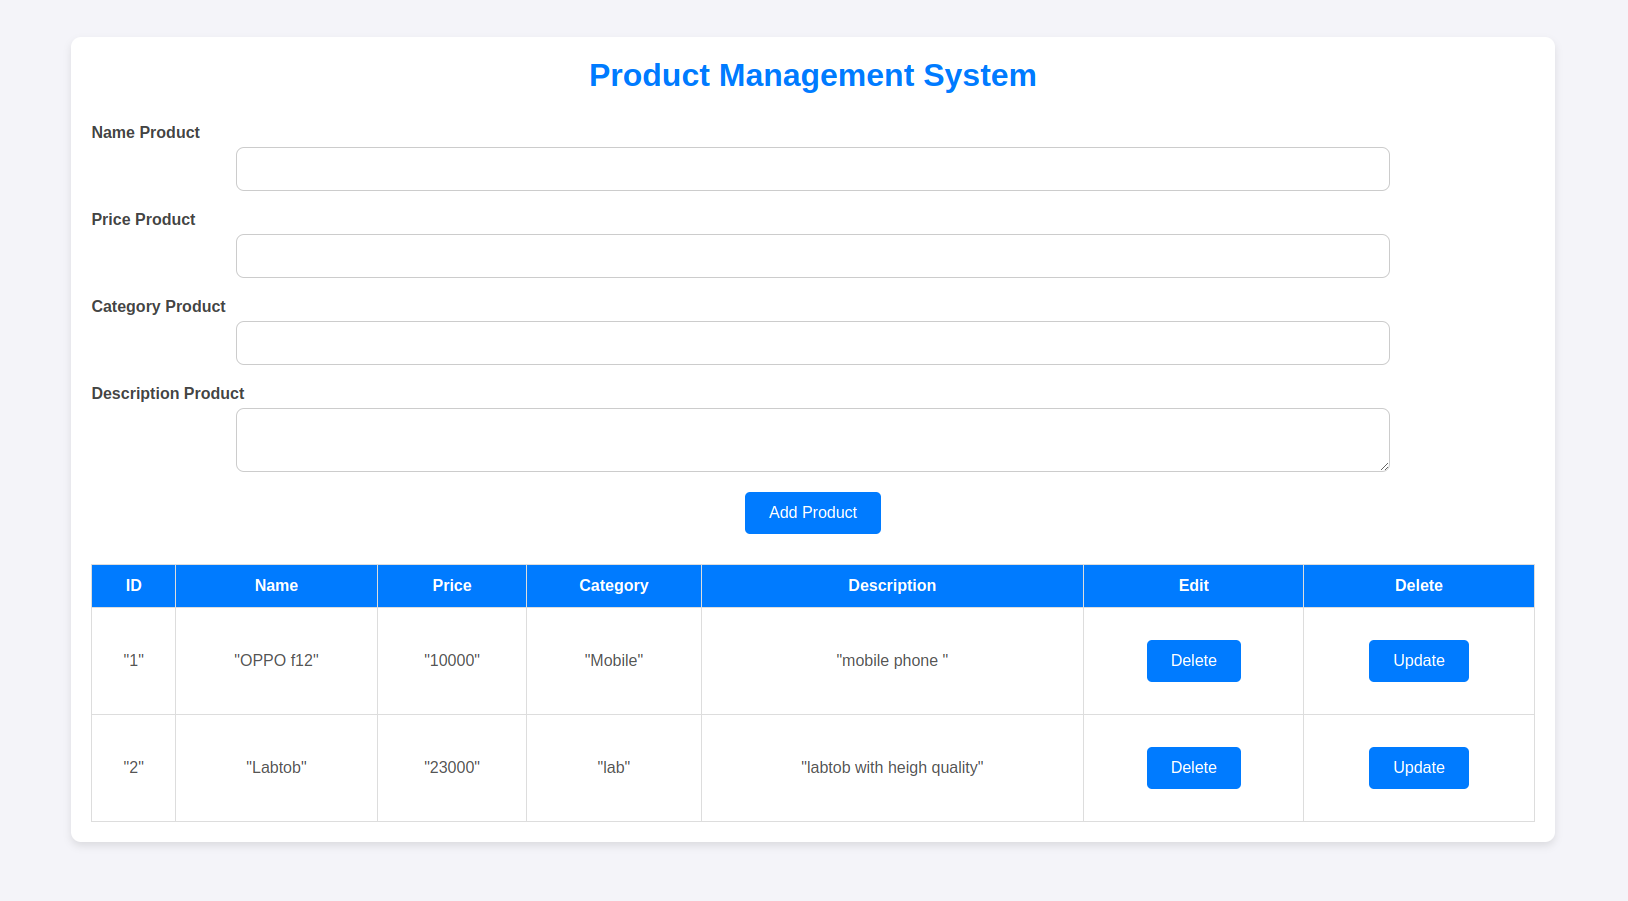 Product Management System
Name Product
Price Product
Category Product
Description Product
Add Product
ID Name Price Category Description Edit Delete
"1" "OPPO f12" "10000" "Mobile" "mobile phone " Delete Update
"2" "Labtob" "23000" "lab" "labtob with heigh quality" Delete Update